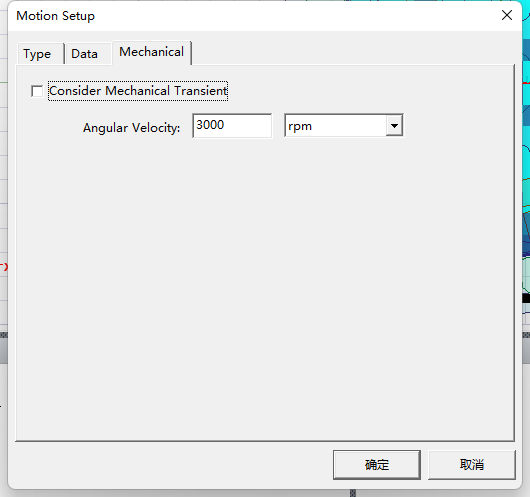 Motion Setup
Type Data Mechanical
Consider Mechanical Transient
Angular Velocity: 3000 rpm
确定 取消